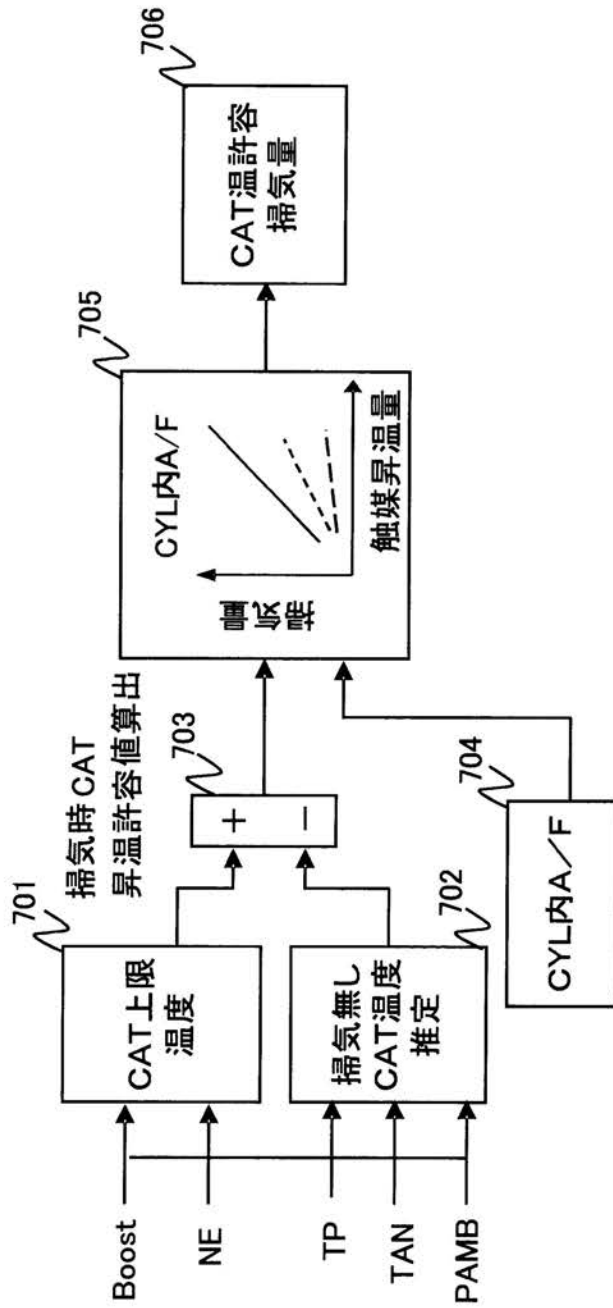 Boost
NE
TP
TAN
PAMB
701
CAT上限
温度
702
掃気無し
CAT温度
推定
掃気時CAT
昇温許容値算出
703
+
−
704
CYL内A/F
705
CYL内A/F
掃気量
触媒昇温量
706
CAT温許容
掃気量